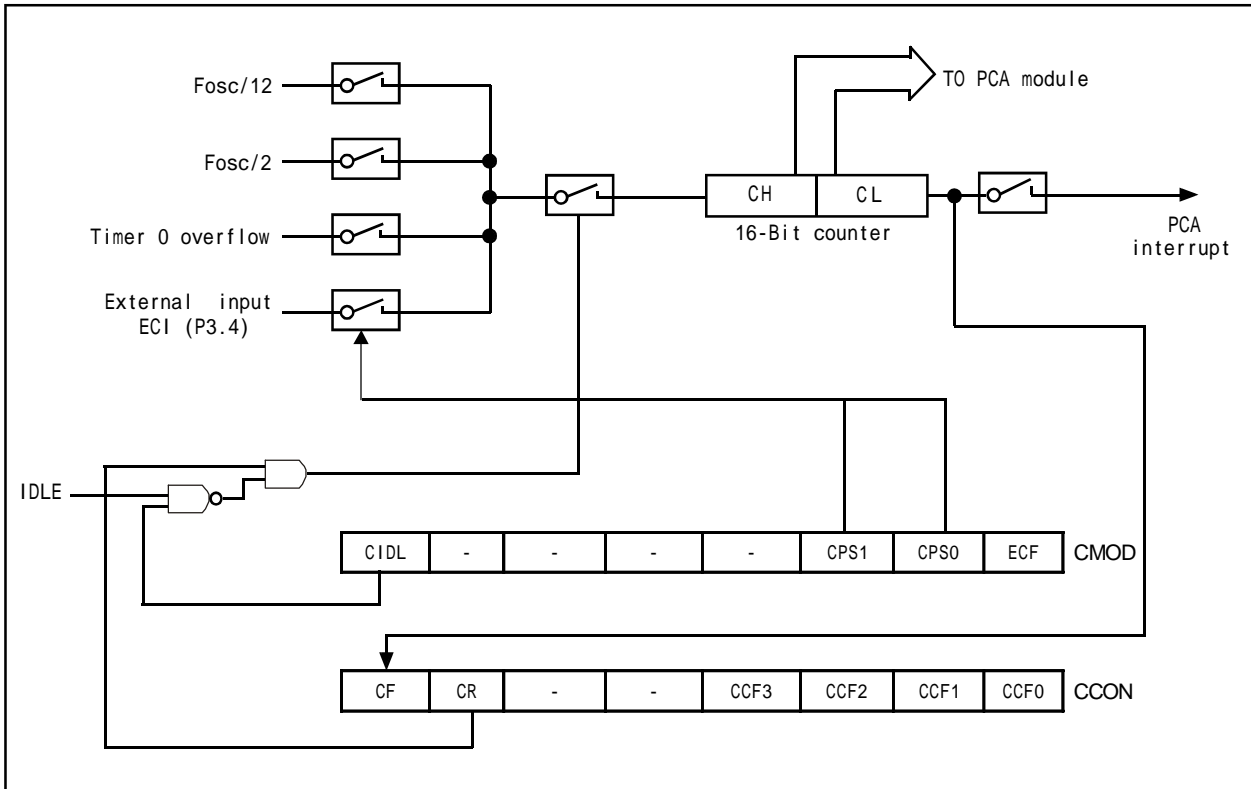 Fosc/12
TO PCA module
Fosc/2
CH CL
16-Bit counter
PCA
interrupt
Timer 0 overflow
External input
ECI (P3.4)
IDLE
CIDL - - - - CPS1 CPS0 ECF CMOD
CF CR - - CCF3 CCF2 CCF1 CCF0 CCON